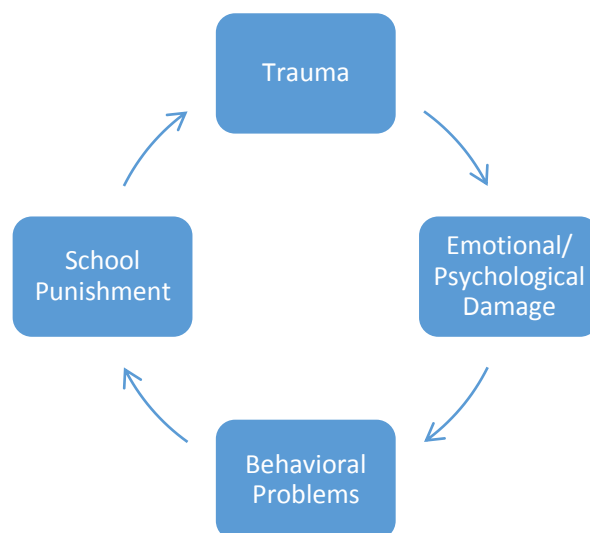 Trauma
Emotional/
Psychological
Damage
Behavioral
Problems
School
Punishment